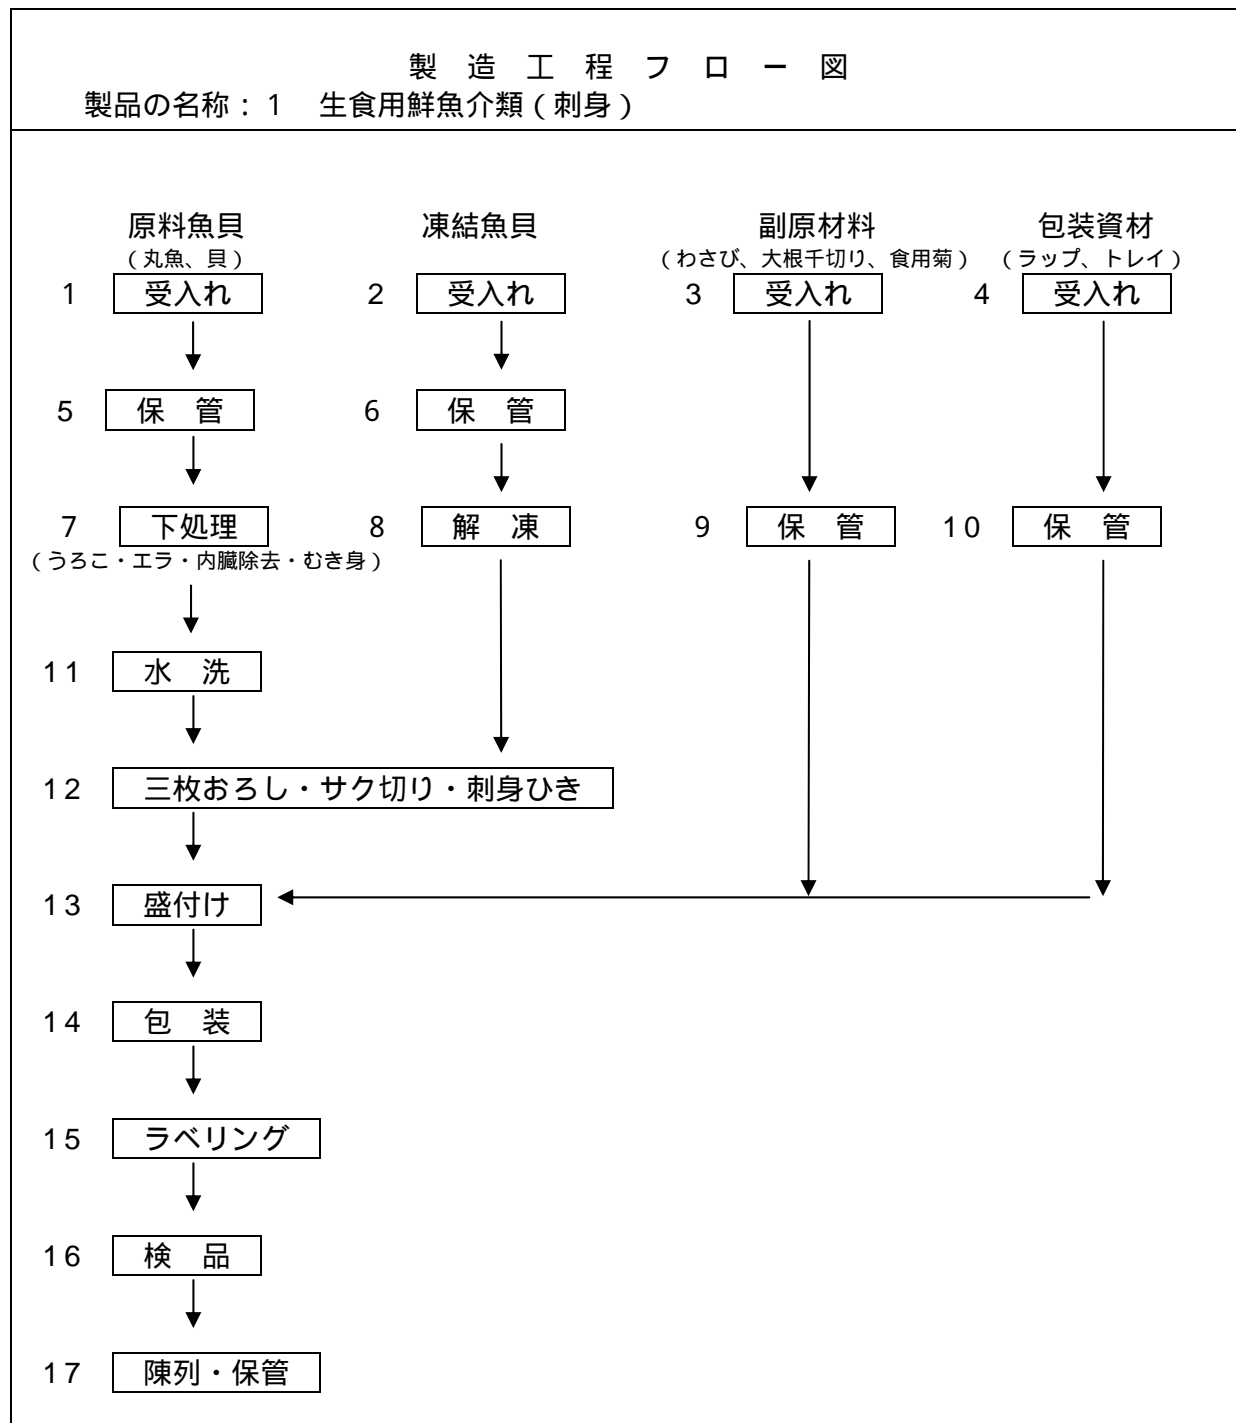 製 造 工 程 フ ロ ー 図
製品の名称：1 生食用鮮魚介類（刺身）
原料魚貝 凍結魚貝 副原材料 包装資材
（丸魚、貝） （わさび、大根千切り、食用菊） （ラップ、トレイ）
1 受入れ 2 受入れ 3 受入れ 4 受入れ
5 保 管 6 保 管
7 下処理 8 解 凍 9 保 管 10 保 管
（うろこ・エラ・内臓除去・むき身）
11 水 洗
12 三枚おろし・サク切り・刺身ひき
13 盛付け
14 包 装
15 ラベリング
16 検 品
17 陳列・保管